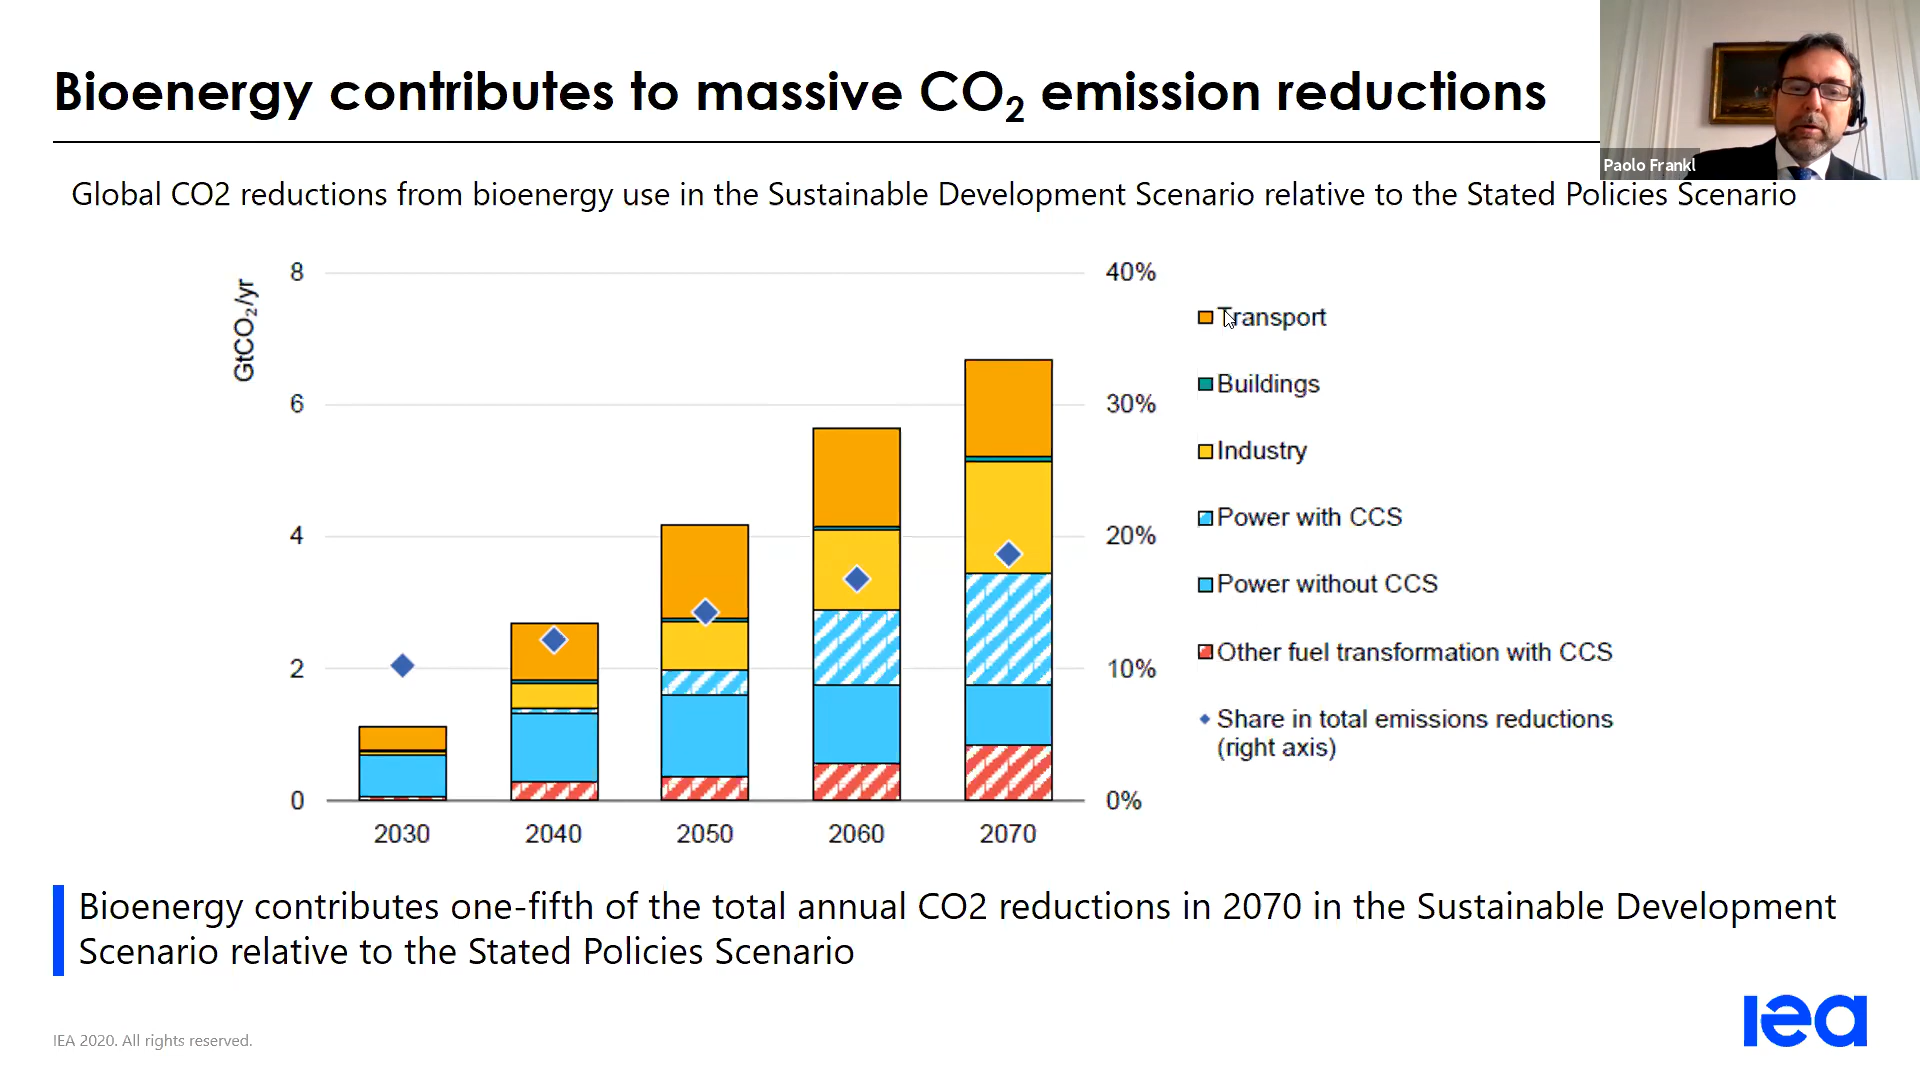 Bioenergy contributes to massive CO₂ emission reductions
Paolo Frankl
Global CO2 reductions from bioenergy use in the Sustainable Development Scenario relative to the Stated Policies Scenario
GtCO₂/yr
8
6
4
2
0
40%
30%
20%
10%
0%
2030 2040 2050 2060 2070
Transport
Buildings
Industry
Power with CCS
Power without CCS
Other fuel transformation with CCS
Share in total emissions reductions
(right axis)
Bioenergy contributes one-fifth of the total annual CO2 reductions in 2070 in the Sustainable Development
Scenario relative to the Stated Policies Scenario
IEA 2020. All rights reserved.
iea